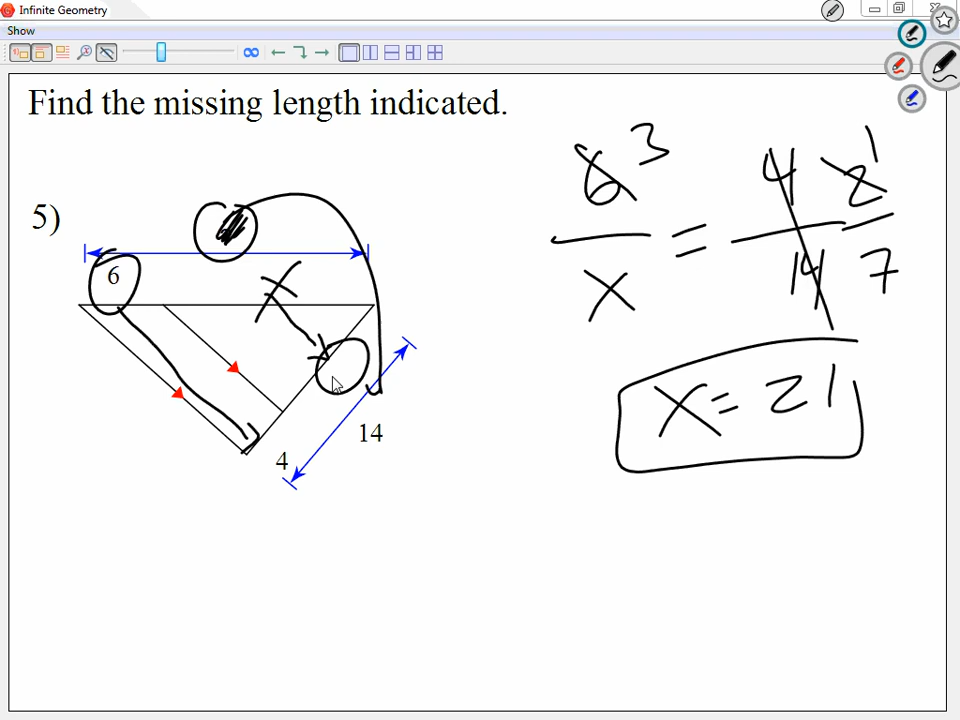 Infinite Geometry
Show
Find the missing length indicated.
5)
6
x
4
14
6 3
x
=
4
14
2 1
7
x = 21